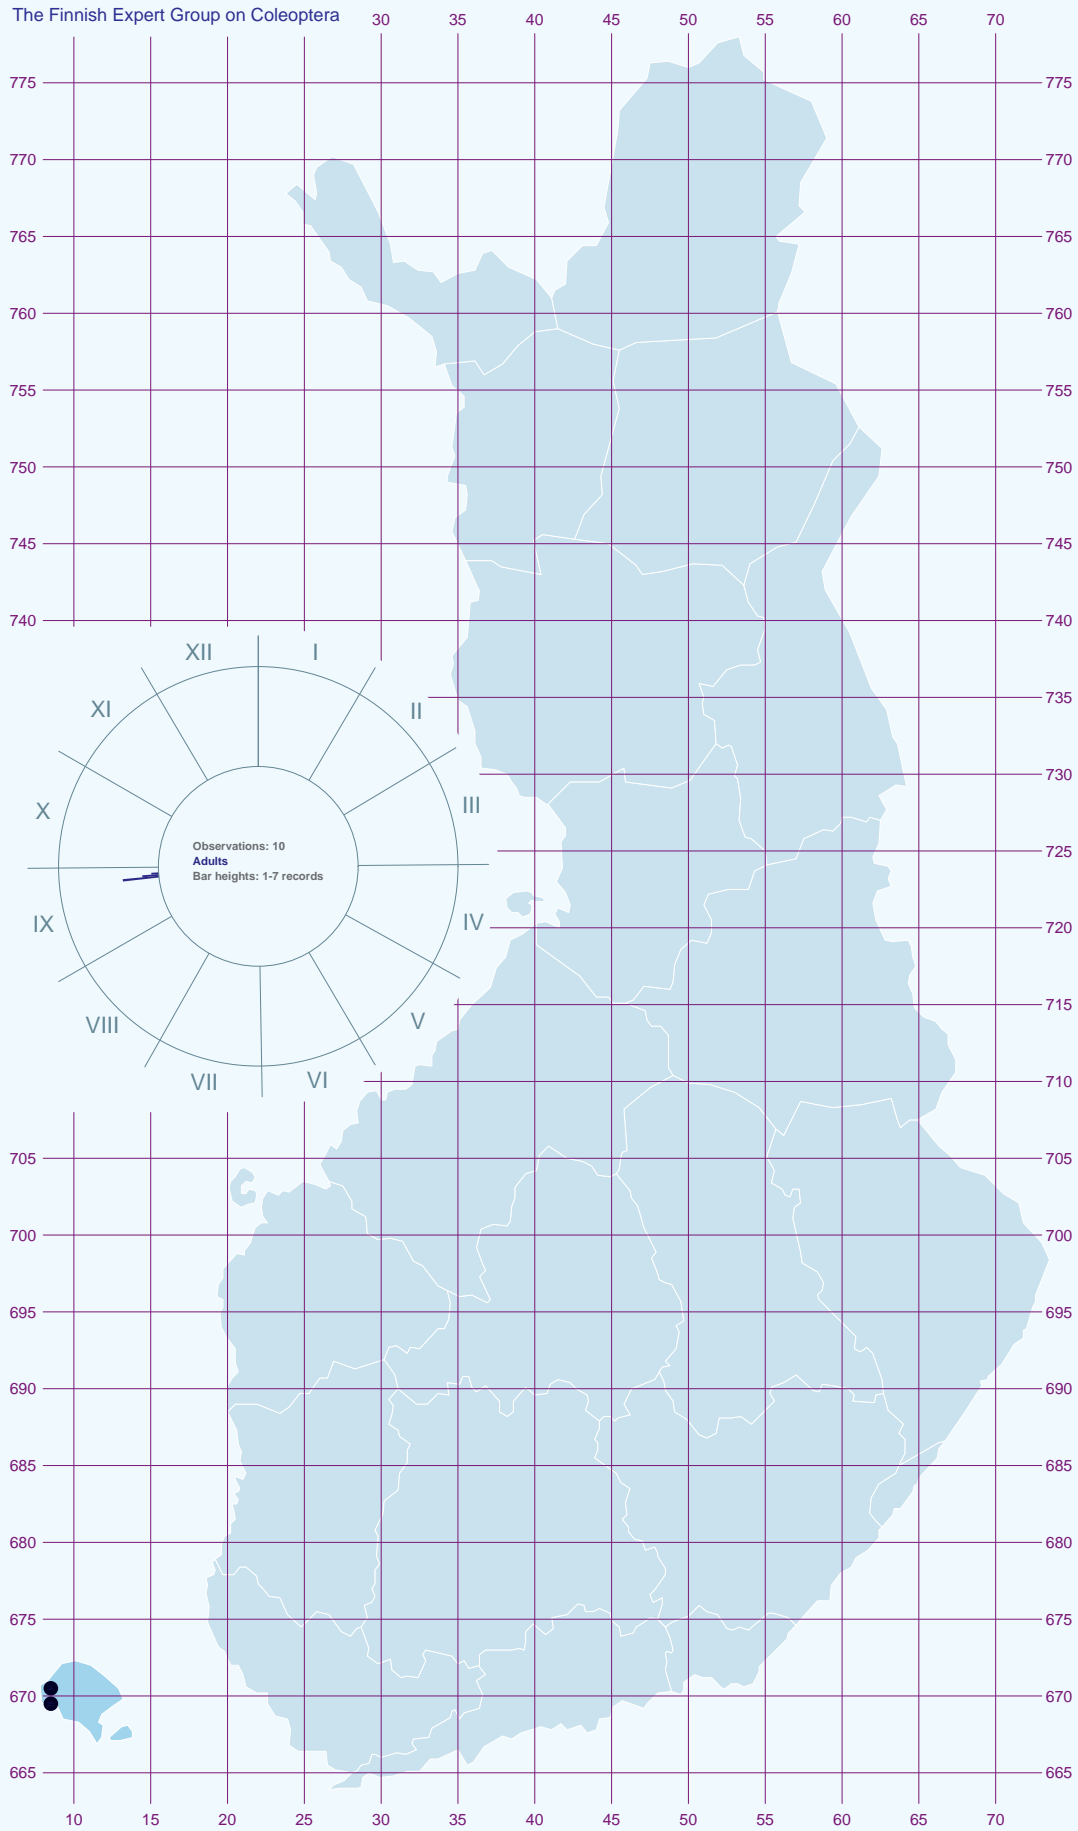 The Finnish Expert Group on Coleoptera
30 45 50 55 60 65 70
35 40
775 775
770 770
765 765
760 760
755 755
750 750
745 745
740 740
XII I
XI II
735
730
X III
Observations: 10
Adults
Bar heights: 1-7 records
725
IX IV
720
VIII V
715
VII VI
710
705 705
700 700
695 695
690 690
685 685
680 680
675 675
670 670
665 665
10 15 20 25 30 35 40 45 50 55 60 65 70